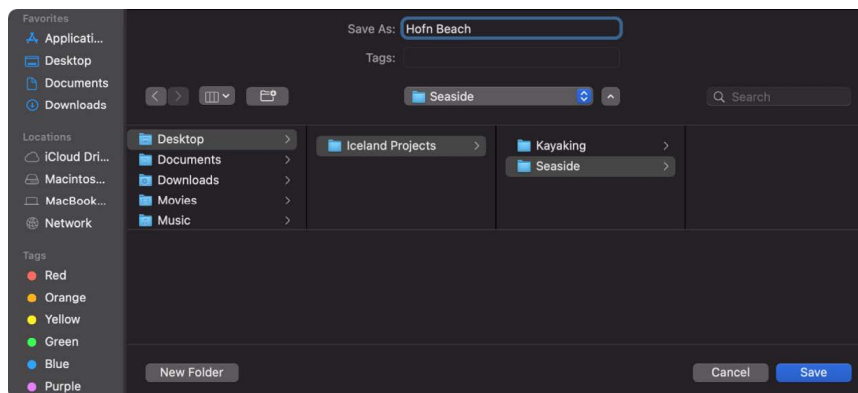 Favorites
Applicati...
Desktop
Documents
Downloads
Locations
iCloud Dri...
Macintos...
MacBook...
Network
Tags
Red
Orange
Yellow
Green
Blue
Purple
Save As: Hofn Beach
Tags:
Seaside
Search
Desktop
Documents
Downloads
Movies
Music
Iceland Projects
Kayaking
Seaside
New Folder
Cancel
Save